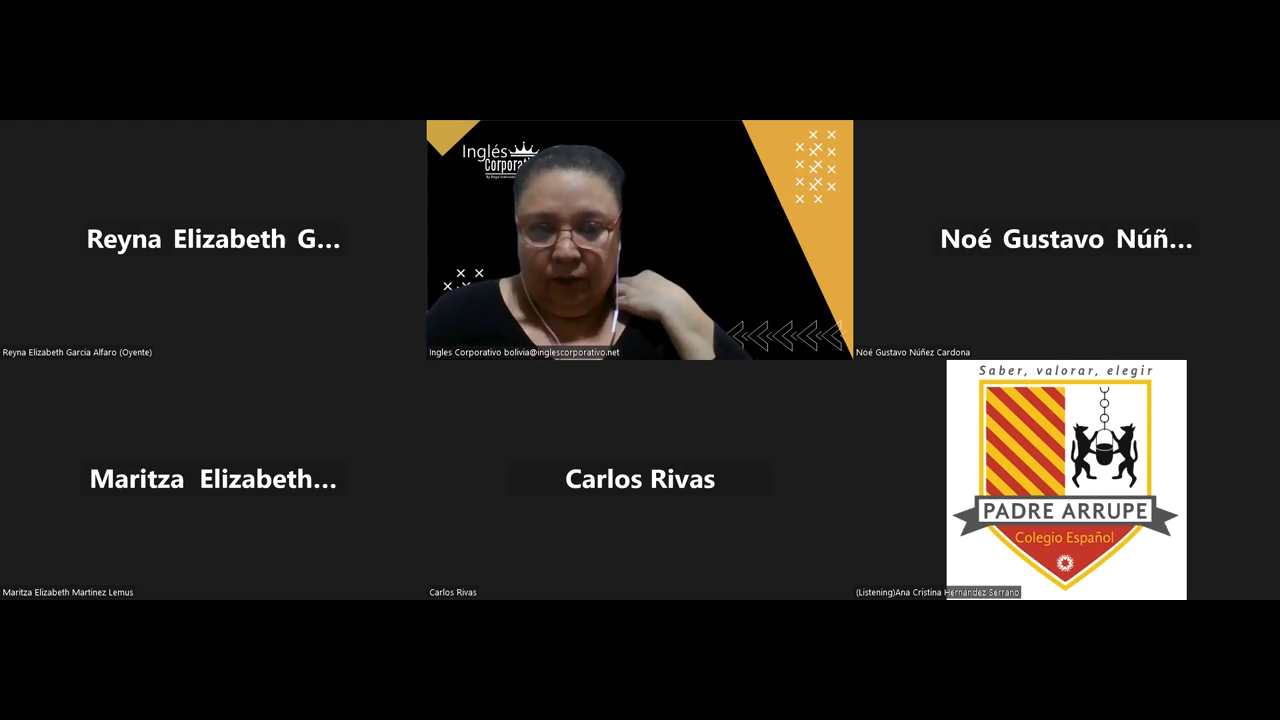 Reyna Elizabeth G...
Reyna Elizabeth Garcia Alfaro (Oyente)
Inglés
Ingles Corporativo bolivia@inglescorporativo.net
Noé Gustavo Núñ...
Noé Gustavo Núñez Cardona
Maritza Elizabeth...
Maritza Elizabeth Martinez Lemus
Carlos Rivas
Carlos Rivas
Saber, valorar, elegir
PADRE ARRUPE
Colegio Español
(Listening)Ana Cristina Hernández Serrano